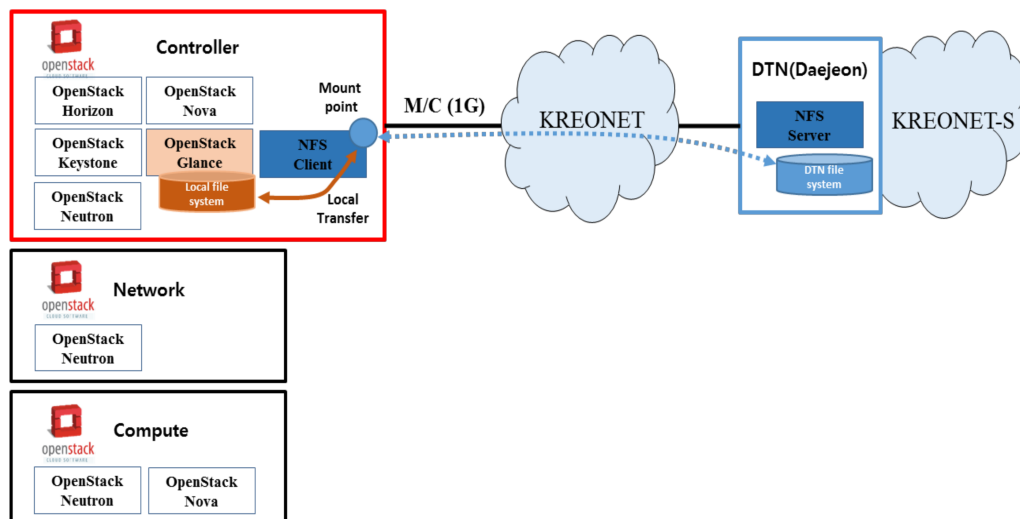 openstack
CLOUD SOFTWARE
Controller
OpenStack
Horizon
OpenStack
Nova
OpenStack
Keystone
OpenStack
Glance
NFS
Client
OpenStack
Neutron
Local file
system
Mount
point
Local
Transfer
M/C (1G)
KREONET
DTN(Daejeon)
NFS
Server
DTN file
system
KREONET-S
openstack
CLOUD SOFTWARE
Network
OpenStack
Neutron
openstack
CLOUD SOFTWARE
Compute
OpenStack
Neutron
OpenStack
Nova